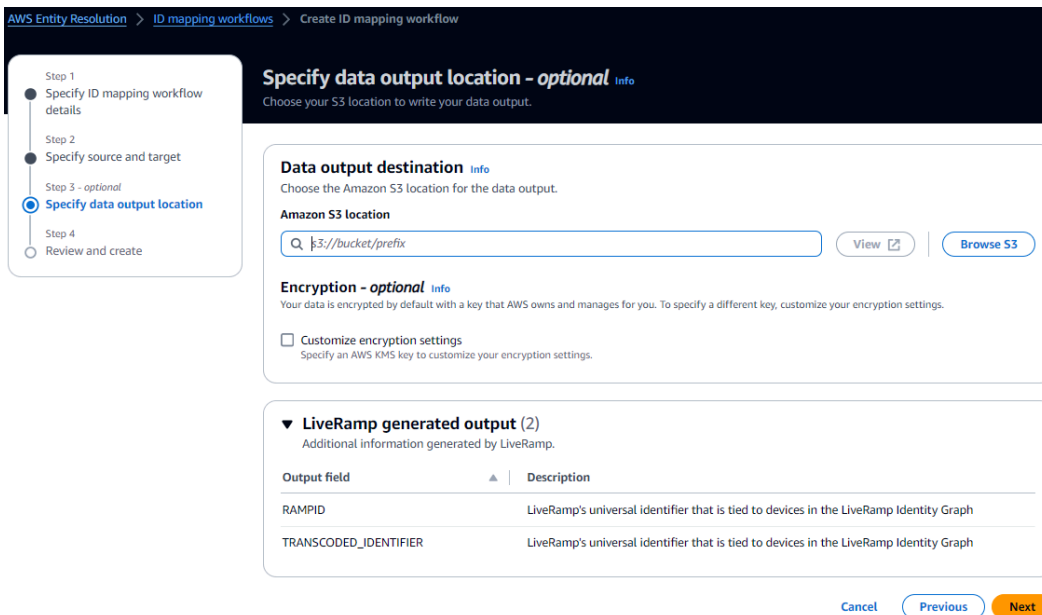 AWS Entity Resolution > ID mapping workflows > Create ID mapping workflow
Step 1
Specify ID mapping workflow
details
Step 2
Specify source and target
Step 3 - optional
Specify data output location
Step 4
Review and create
Specify data output location - optional Info
Choose your S3 location to write your data output.
Data output destination Info
Choose the Amazon S3 location for the data output.
Amazon S3 location
s3://bucket/prefix
View
Browse S3
Encryption - optional Info
Your data is encrypted by default with a key that AWS owns and manages for you. To specify a different key, customize your encryption settings.
Customize encryption settings
Specify an AWS KMS key to customize your encryption settings.
LiveRamp generated output (2)
Additional information generated by LiveRamp.
Output field Description
RAMPID LiveRamp's universal identifier that is tied to devices in the LiveRamp Identity Graph
TRANSCODED_IDENTIFIER LiveRamp's universal identifier that is tied to devices in the LiveRamp Identity Graph
Cancel Previous Next